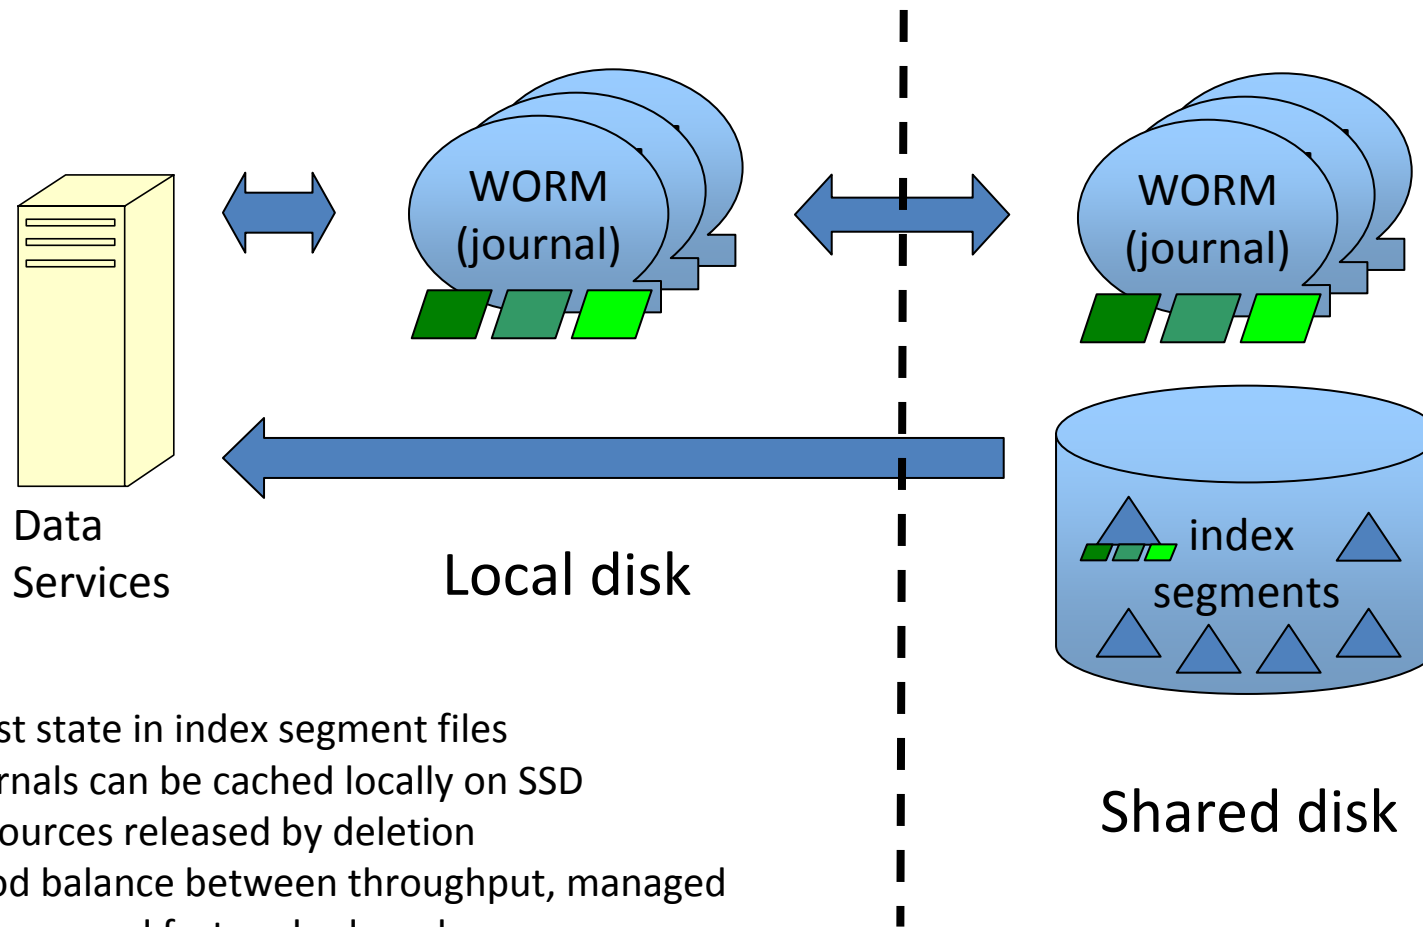 WORM
(journal)
WORM
(journal)
index
segments
Data
Services
Local disk
Shared disk
st state in index segment files
rnals can be cached locally on SSD
ources released by deletion
od balance between throughput, managed